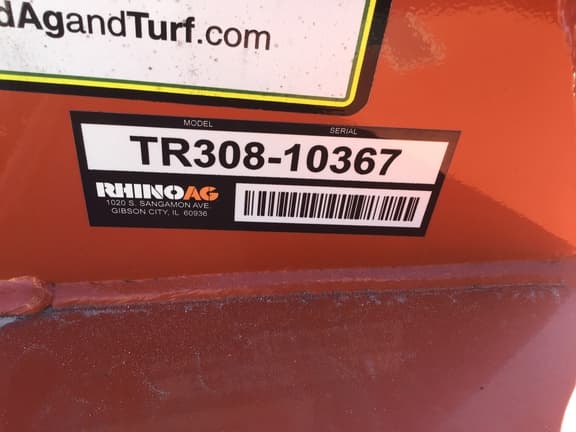 dAgandTurf.com
MODEL SERIAL
TR308-10367
RHINOAG
1020 S. SANGAMON AVE.
GIBSON CITY, IL 60936